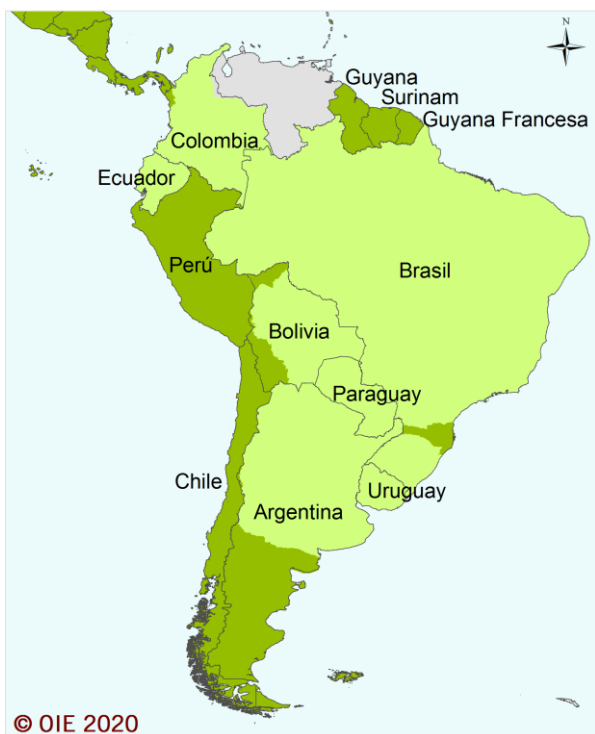 N
Guyana
Surinam
Guyana Francesa
Colombia
Ecuador
Perú
Brasil
Bolivia
Paraguay
Chile
Uruguay
Argentina
© OIE 2020